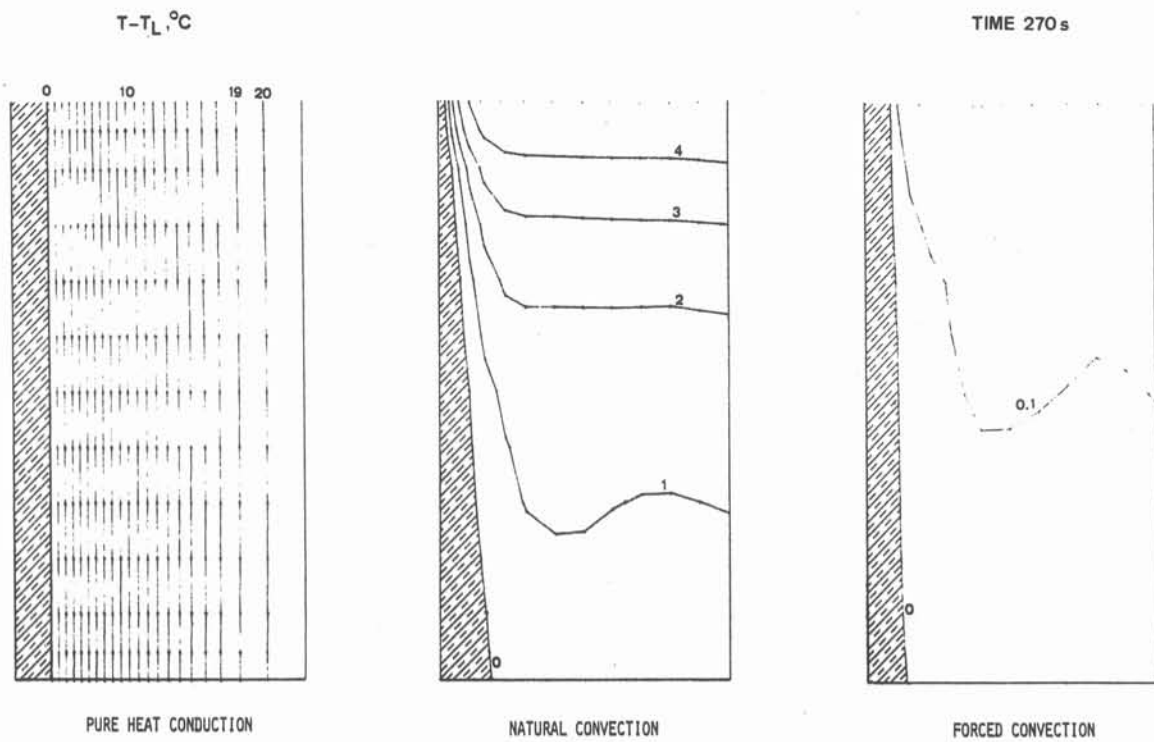 T-TL,°C
TIME 270s
0 10 19 20
4
3
2
1
0
0.1
0
PURE HEAT CONDUCTION
NATURAL CONVECTION
FORCED CONVECTION